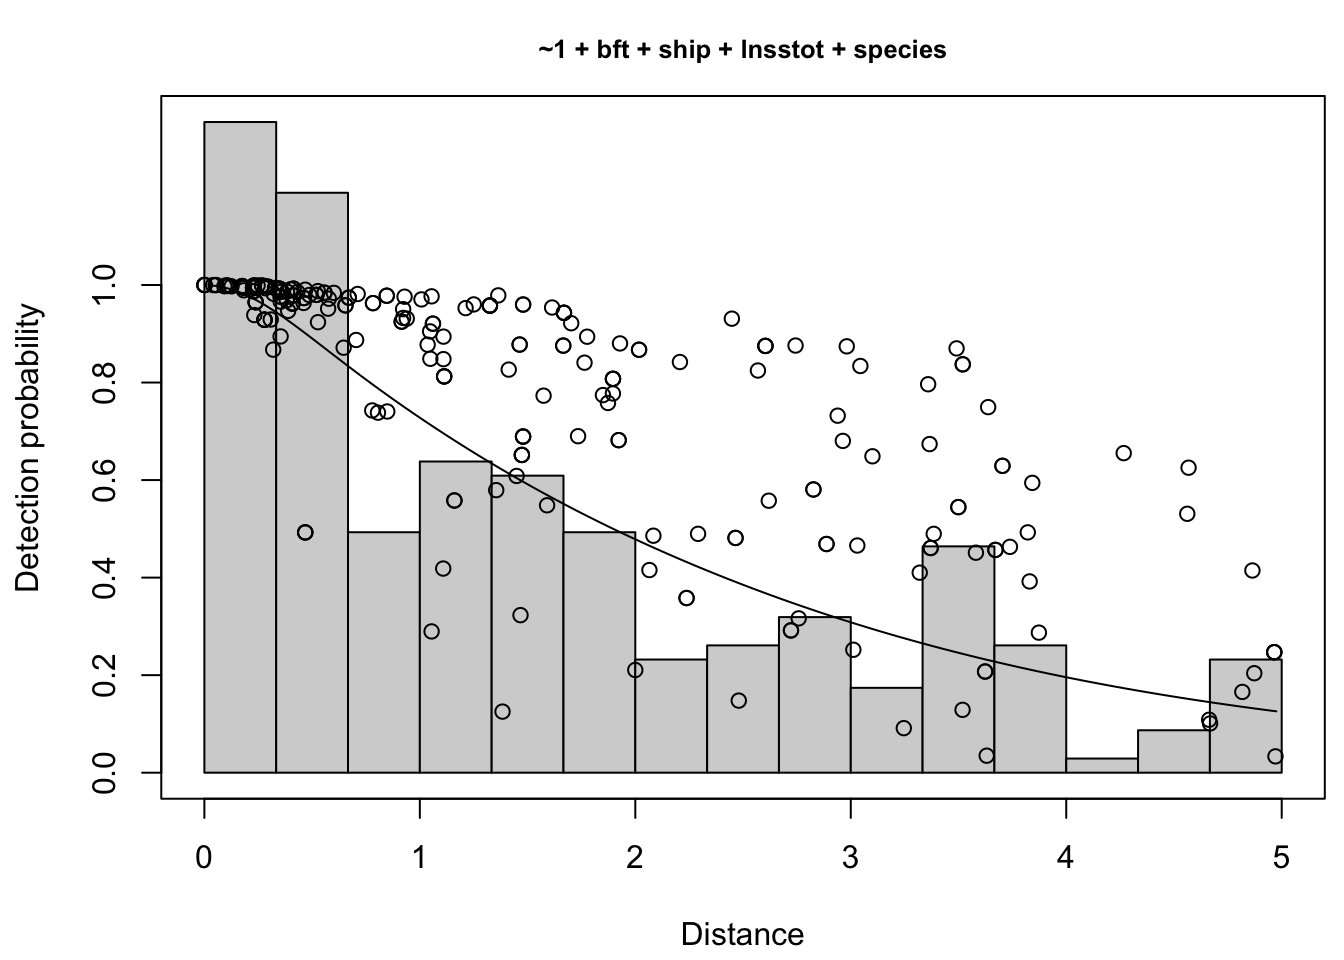 ~1 + bft + ship + lnsstot + species
Detection probability
1.0
0.8
0.6
0.4
0.2
0.0
0 1 2 3 4 5
Distance